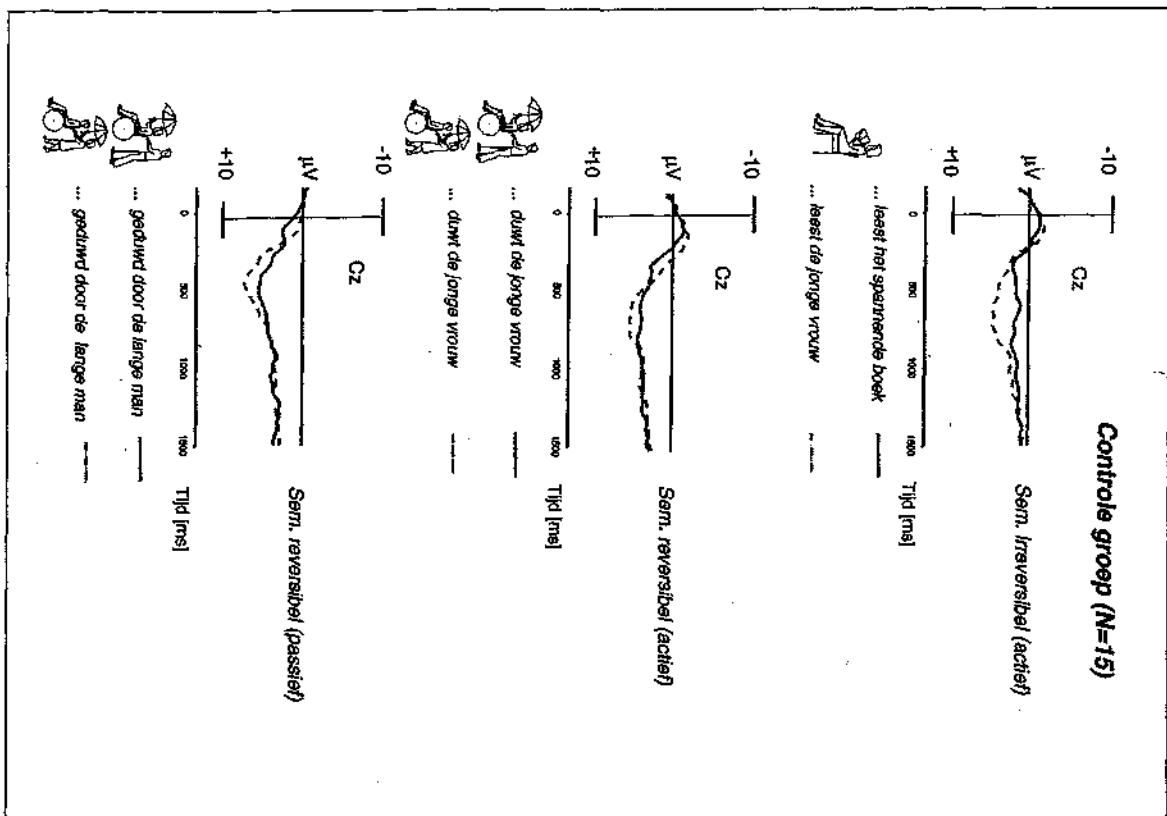 Controle groep (N=15)
Sem. irreversibel (actief)
-10
µV
+10
Cz
0
500
1000
1500
Tijd [ms]
... leest het spannende boek
... leest de jonge vrouw
Sem. reversibel (actief)
-10
µV
+10
Cz
0
500
1000
1500
Tijd [ms]
... duwt de jonge vrouw
... duwt de jonge vrouw
Sem. reversibel (passief)
-10
µV
+10
Cz
0
500
1000
1500
Tijd [ms]
... geduwd door de lange man
... geduwd door de lange man